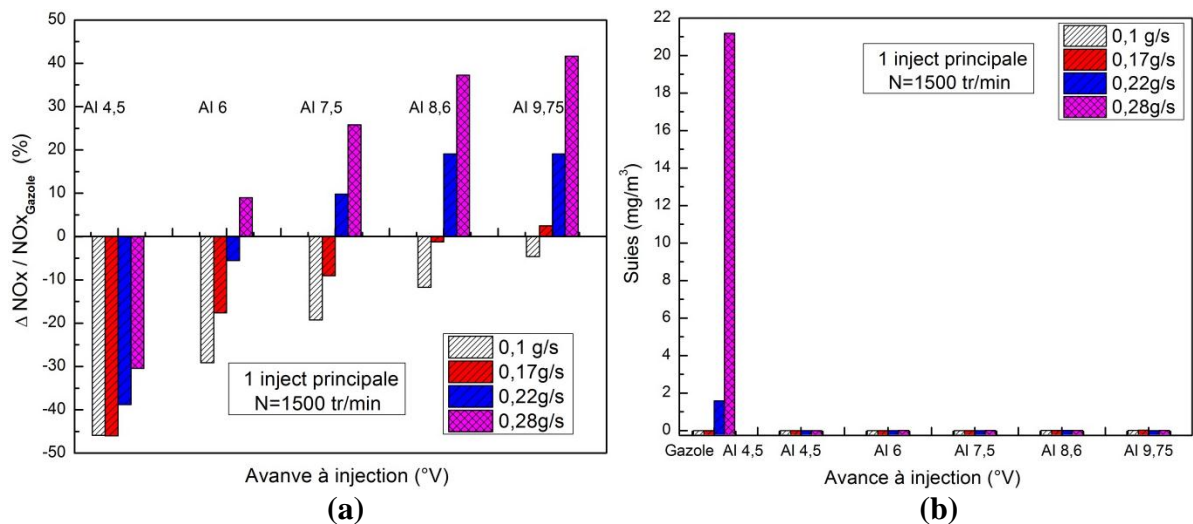 50
40
30
20
10
0
-10
-20
-30
-40
-50
Δ NOx / NOx Gazole (%)
AI 4,5
AI 6
AI 7,5
AI 8,6
AI 9,75
1 inject principale
N=1500 tr/min
0,1 g/s
0,17g/s
0,22g/s
0,28g/s
Avanve à injection (°V)
(a)
22
20
18
16
14
12
10
8
6
4
2
0
Suies (mg/m³)
1 inject principale
N=1500 tr/min
0,1 g/s
0,17g/s
0,22g/s
0,28g/s
Gazole AI 4,5 AI 4,5 AI 6 AI 7,5 AI 8,6 AI 9,75
Avance à injection (°V)
(b)